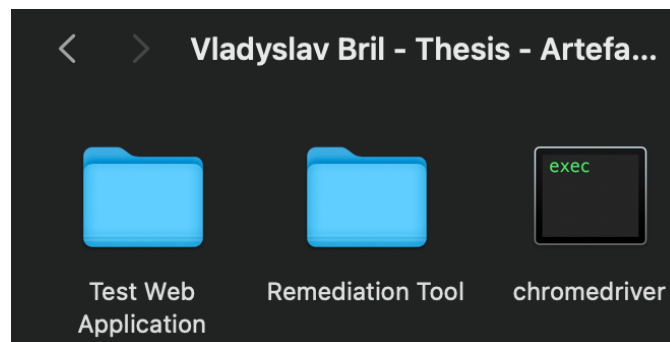 Vladyslav Bril - Thesis - Artefa...
exec
Test Web
Application
Remediation Tool
chromedriver